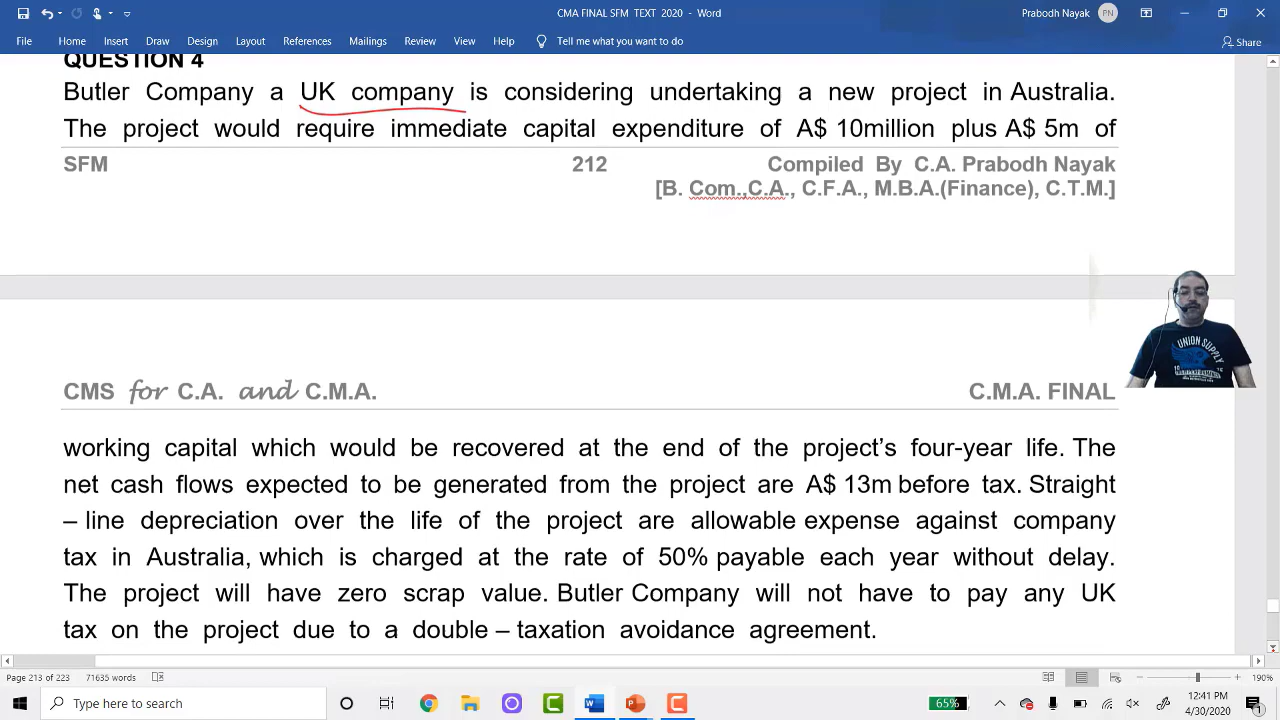 CMA FINAL SFM TEXT 2020 - Word
Prabodh Nayak
PN
File Home Insert Draw Design Layout References Mailings Review View Help Tell me what you want to do
Share
QUESTION 4
Butler Company a UK company is considering undertaking a new project in Australia.
The project would require immediate capital expenditure of A$ 10million plus A$ 5m of
SFM 212 Compiled By C.A. Prabodh Nayak
[B. Com.,C.A., C.F.A., M.B.A.(Finance), C.T.M.]
UNION SUPPLY
CMS for C.A. and C.M.A. C.M.A. FINAL
working capital which would be recovered at the end of the project’s four-year life. The
net cash flows expected to be generated from the project are A$ 13m before tax. Straight
– line depreciation over the life of the project are allowable expense against company
tax in Australia, which is charged at the rate of 50% payable each year without delay.
The project will have zero scrap value. Butler Company will not have to pay any UK
tax on the project due to a double – taxation avoidance agreement.
Page 213 of 223 71635 words 190%
Type here to search
65%
12:41 PM
4/30/2020